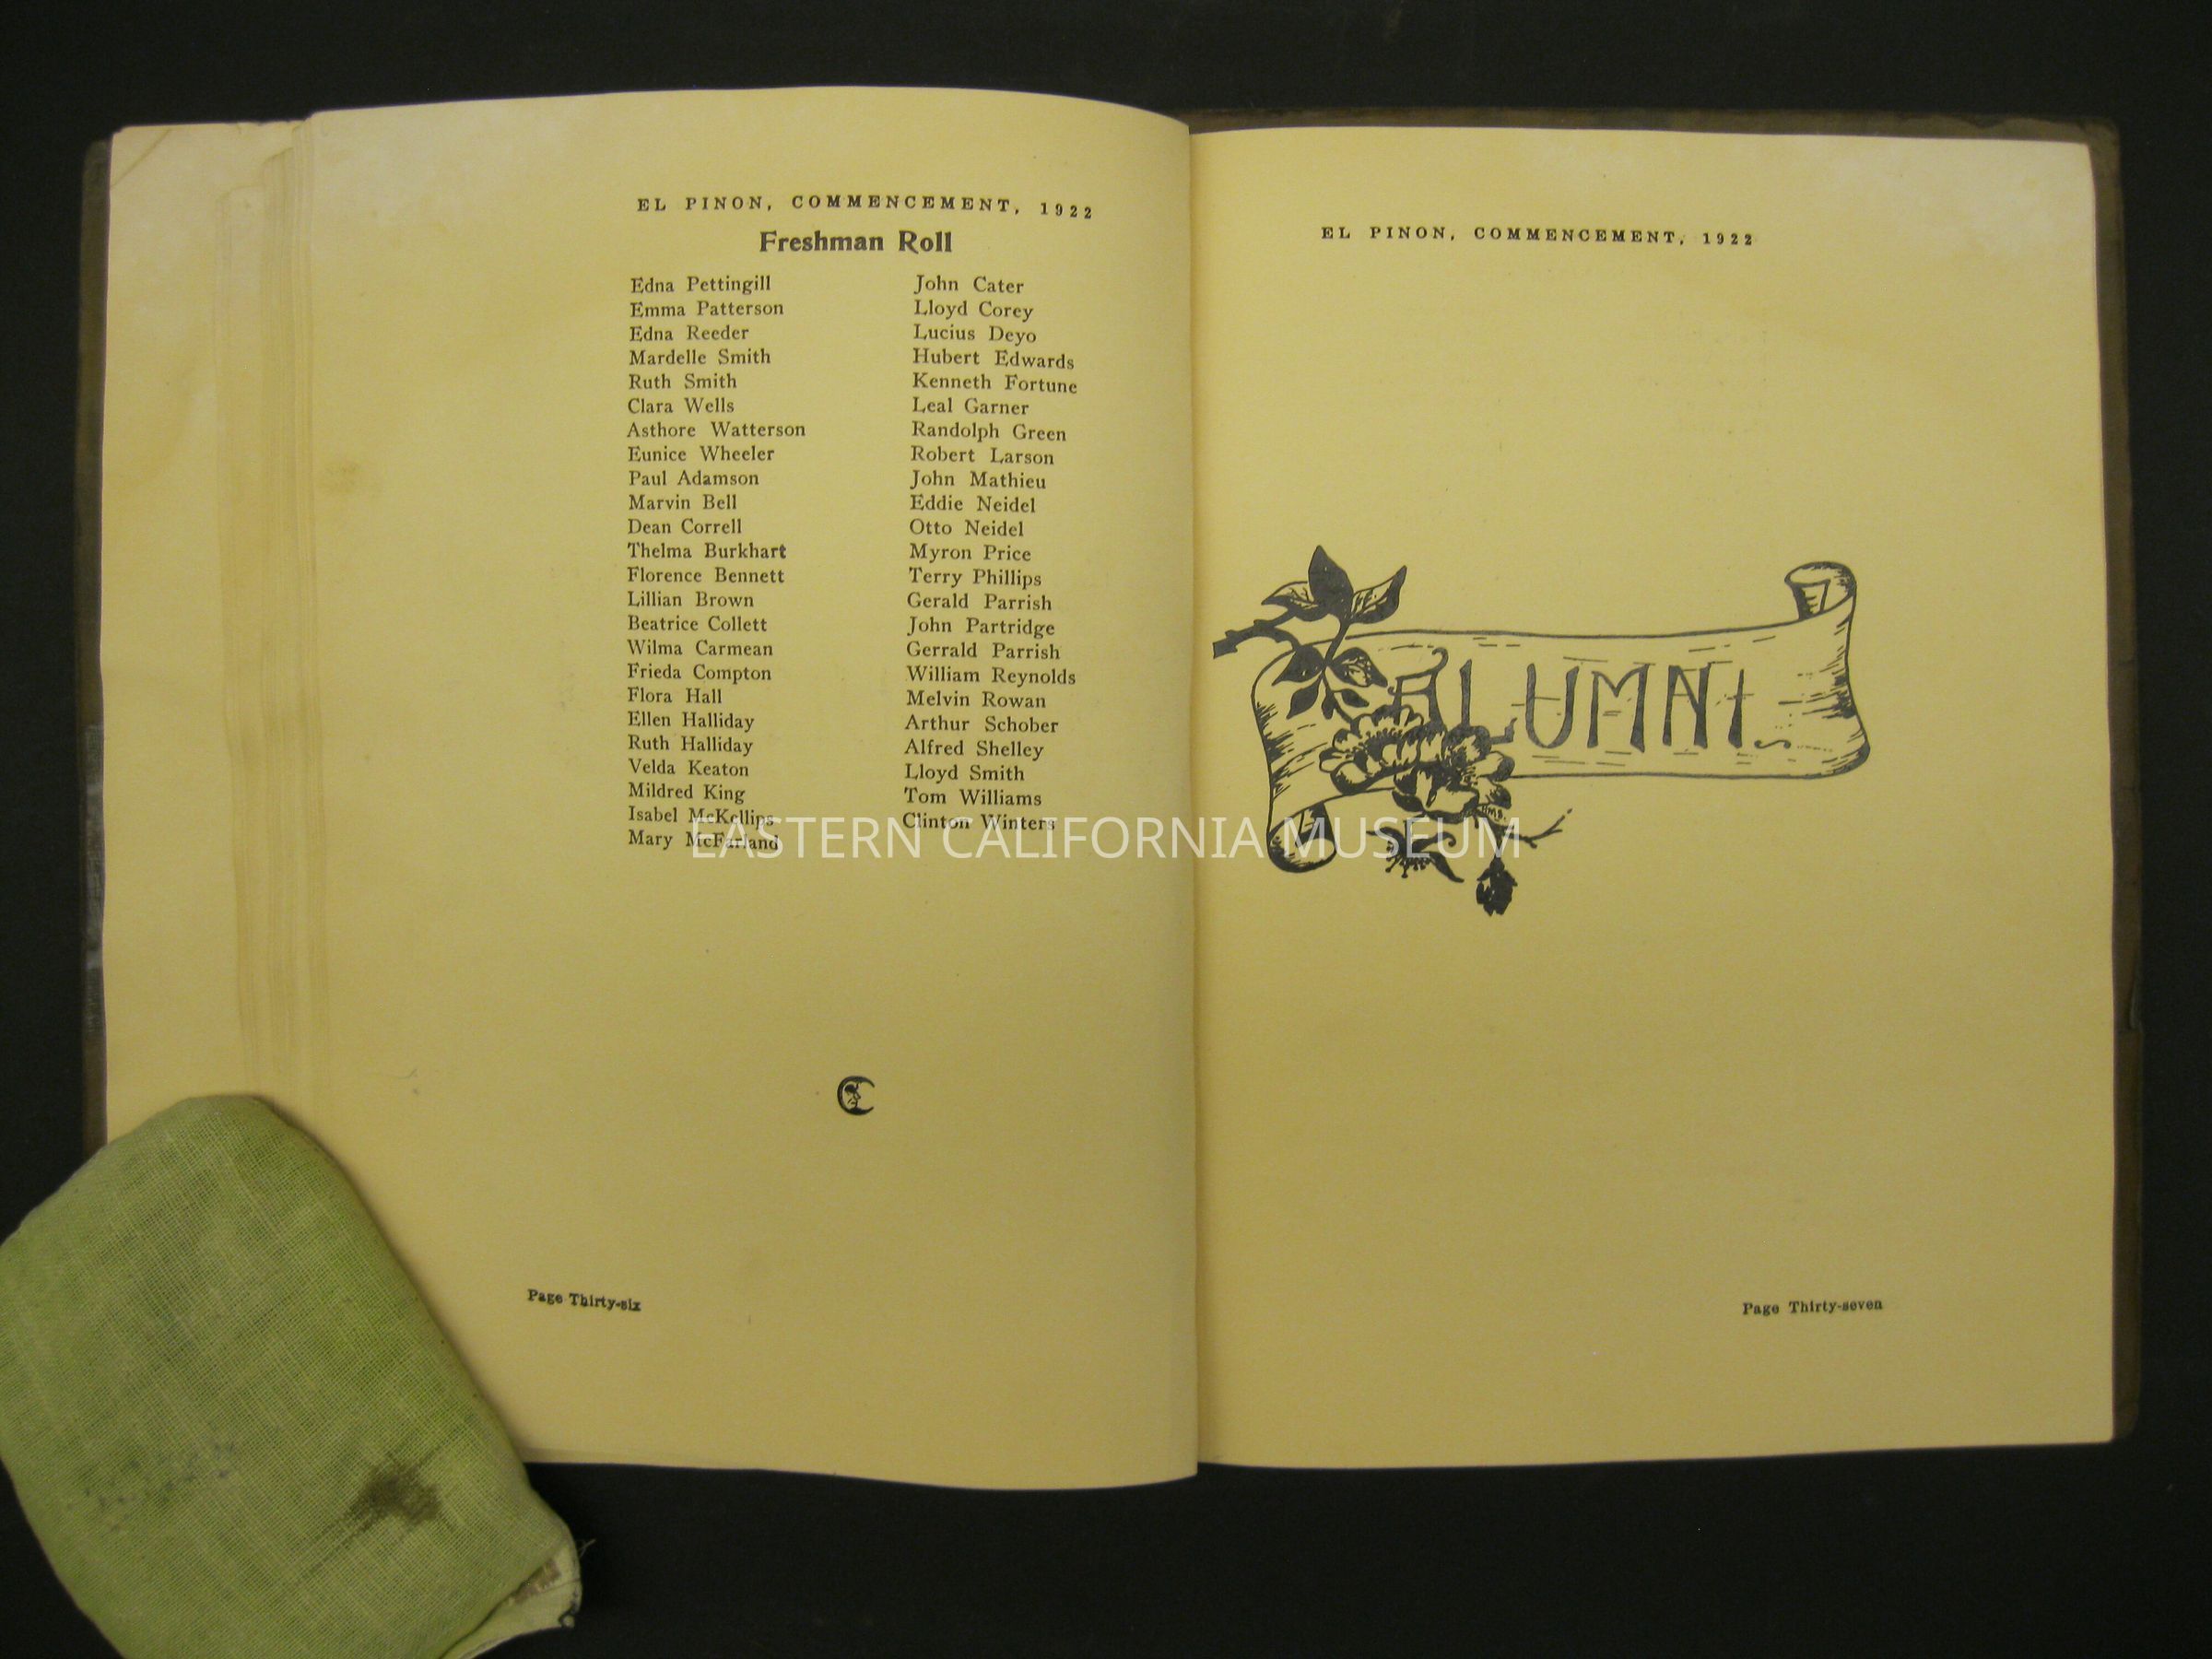 EL PINON, COMMENCEMENT, 1922
Freshman Roll
Edna Pettingill
Emma Patterson
Edna Reeder
Mardelle Smith
Ruth Smith
Clara Wells
Asthore Watterson
Eunice Wheeler
Paul Adamson
Marvin Bell
Dean Correll
Thelma Burkhart
Florence Bennett
Lillian Brown
Beatrice Collett
Wilma Carmean
Frieda Compton
Flora Hall
Ellen Halliday
Ruth Halliday
Velda Keaton
Mildred King
Isabel McKellips
Mary McFarland
John Cater
Lloyd Corey
Lucius Deyo
Hubert Edwards
Kenneth Fortune
Leal Garner
Randolph Green
Robert Larson
John Mathieu
Eddie Neidel
Otto Neidel
Myron Price
Terry Phillips
Gerald Parrish
John Partridge
Gerrald Parrish
William Reynolds
Melvin Rowan
Arthur Schober
Alfred Shelley
Lloyd Smith
Tom Williams
Clinton Winters
Page Thirty-six
EL PINON, COMMENCEMENT, 1922
ALUMNI
Page Thirty-seven
EASTERN CALIFORNIA MUSEUM